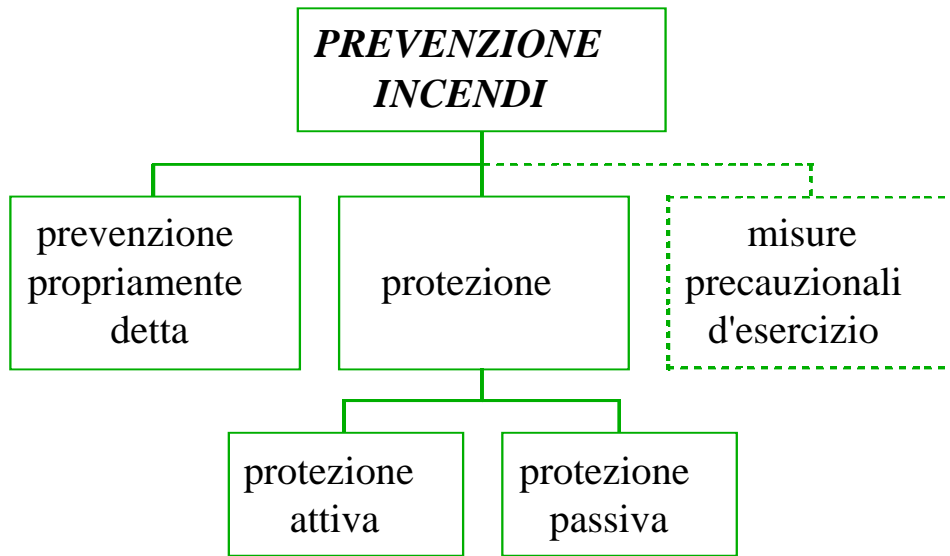 PREVENZIONE
INCENDI
prevenzione
propriamente
detta
protezione
misure
precauzionali
d'esercizio
protezione
attiva
protezione
passiva